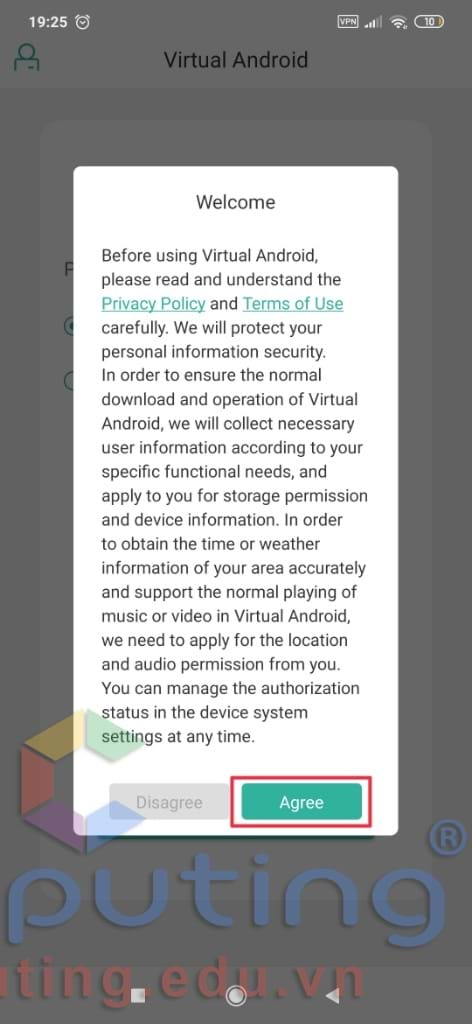 19:25
VPN
10
Virtual Android
P
Welcome
Before using Virtual Android,
please read and understand the
Privacy Policy and Terms of Use
carefully. We will protect your
personal information security.
In order to ensure the normal
download and operation of Virtual
Android, we will collect necessary
user information according to your
specific functional needs, and
apply to you for storage permission
and device information. In order
to obtain the time or weather
information of your area accurately
and support the normal playing of
music or video in Virtual Android,
we need to apply for the location
and audio permission from you.
You can manage the authorization
status in the device system
settings at any time.
Disagree
Agree
puting®
uting.edu.vn